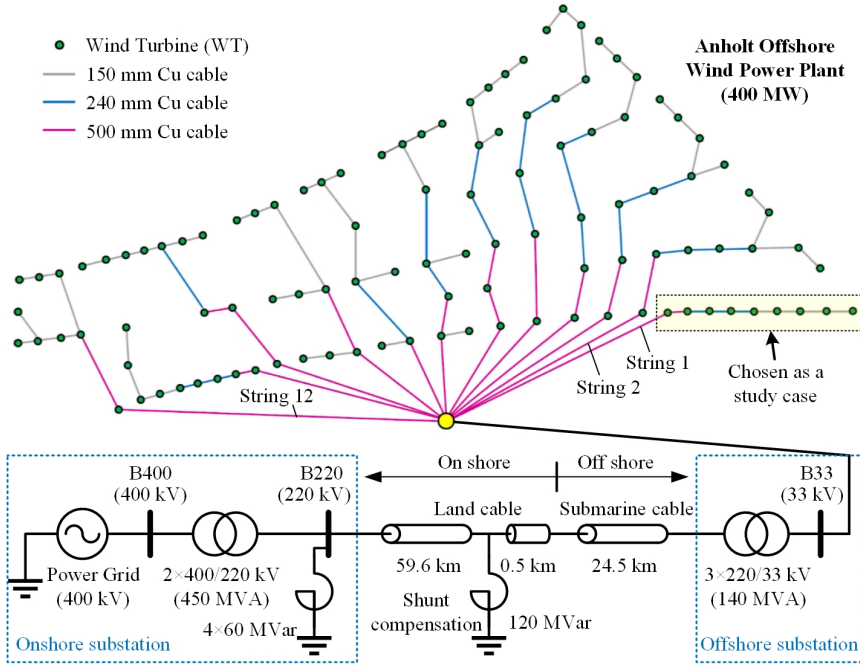 Wind Turbine (WT)
150 mm Cu cable
240 mm Cu cable
500 mm Cu cable
Anholt Offshore
Wind Power Plant
(400 MW)
String 1
String 2
String 12
Chosen as a
study case
B400
(400 kV)
B220
(220 kV)
On shore
Off shore
B33
(33 kV)
Land cable
Submarine cable
59.6 km
0.5 km
24.5 km
Power Grid
(400 kV)
2×400/220 kV
(450 MVA)
4×60 MVar
Shunt
compensation
120 MVar
3×220/33 kV
(140 MVA)
Onshore substation
Offshore substation